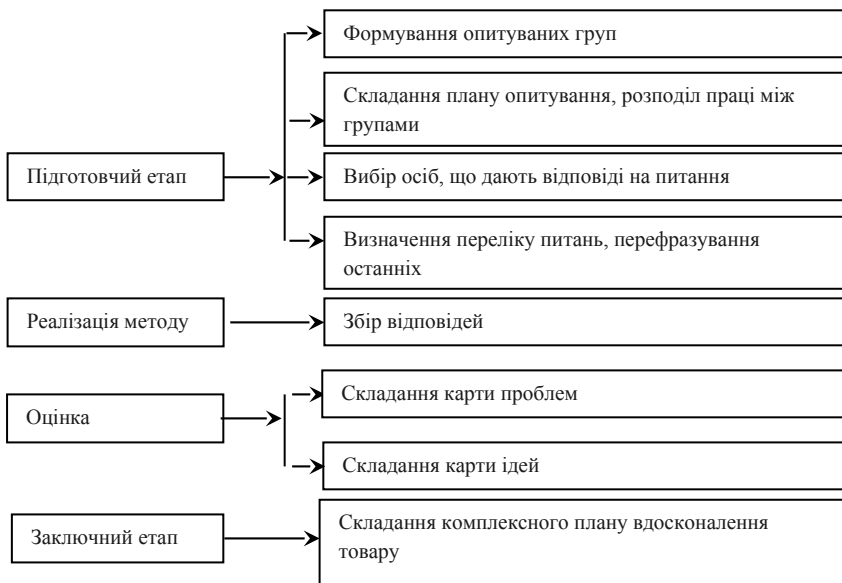 Підготовчий етап
Формування опитуваних груп
Складання плану опитування, розподіл праці між
групами
Вибір осіб, що дають відповіді на питання
Визначення переліку питань, перефразування
останніх
Реалізація методу
Збір відповідей
Оцінка
Складання карти проблем
Складання карти ідей
Заключний етап
Складання комплексного плану вдосконалення
товару